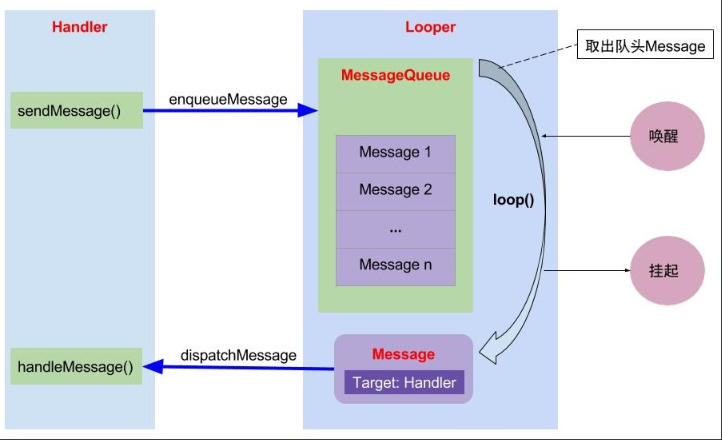 Handler
Looper
取出队头Message
MessageQueue
sendMessage()
enqueueMessage
唤醒
Message 1
Message 2
...
Message n
loop()
挂起
dispatchMessage
Message
handleMessage()
Target: Handler